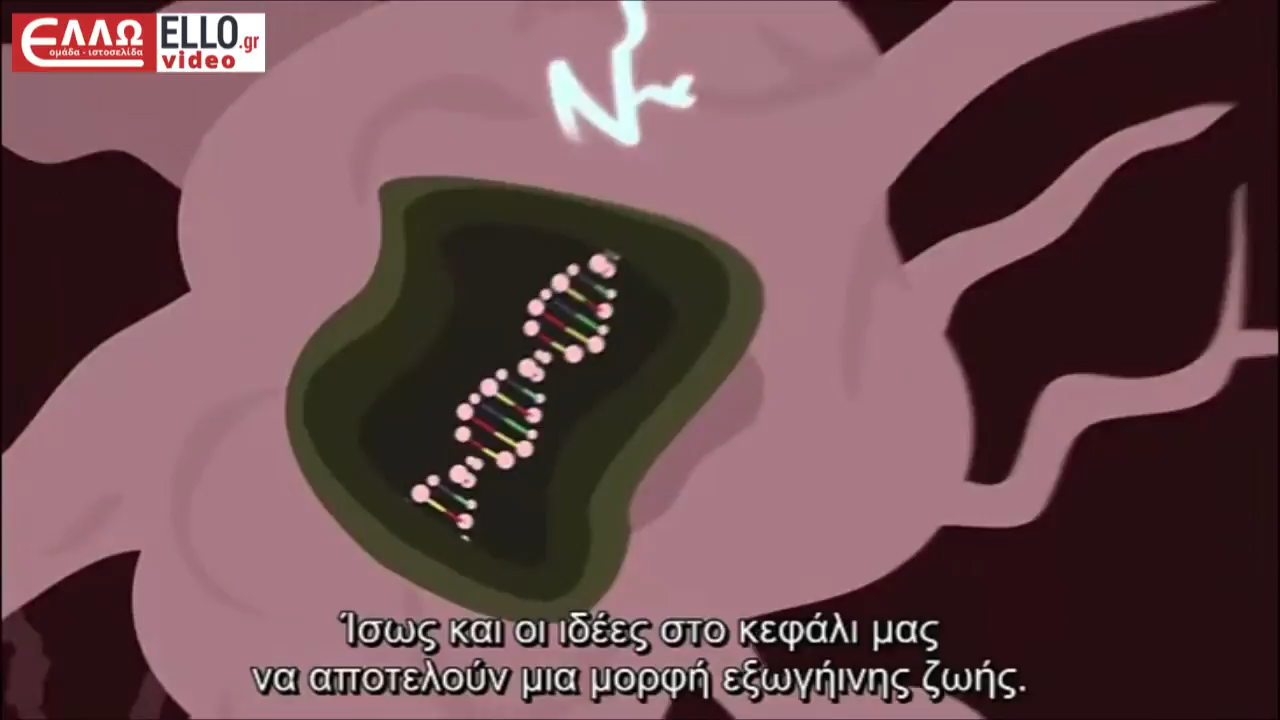 ΕΛΛΩ
ομάδα - ιστοσελίδα
ELLO.gr
video
Ίσως και οι ιδέες στο κεφάλι μας
να αποτελούν μια μορφή εξωγήινης ζωής.